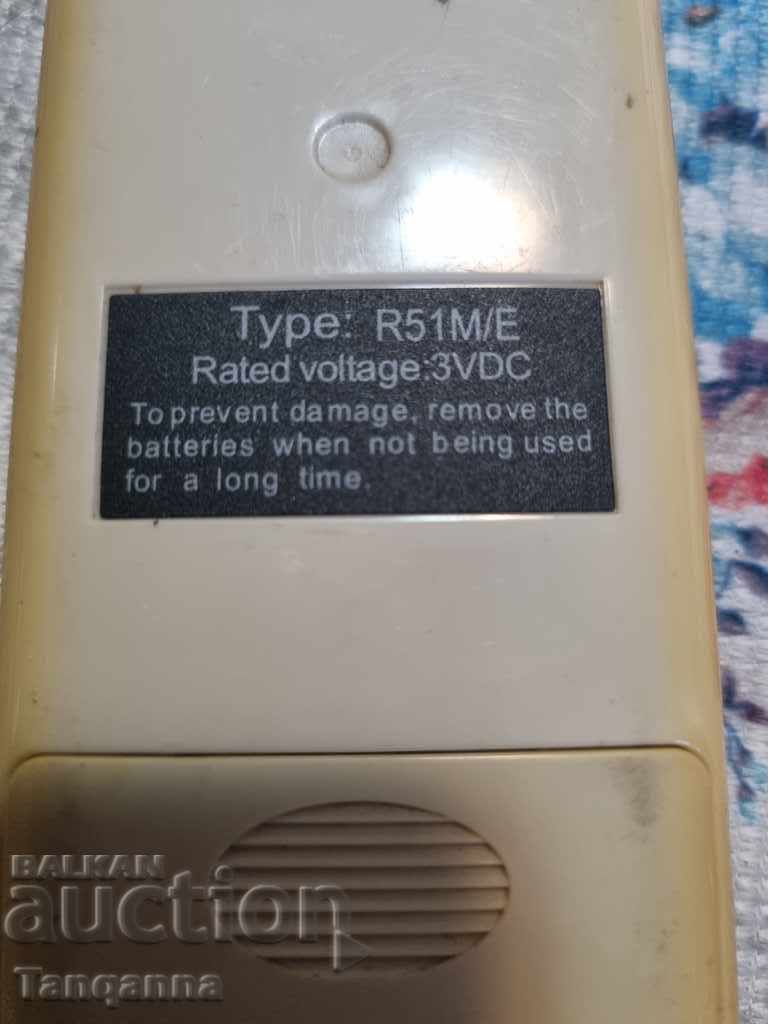 Type: R51M/E
Rated voltage:3VDC
To prevent damage, remove the
batteries when not being used
for a long time.
BALKAN
auction
Tanqanna